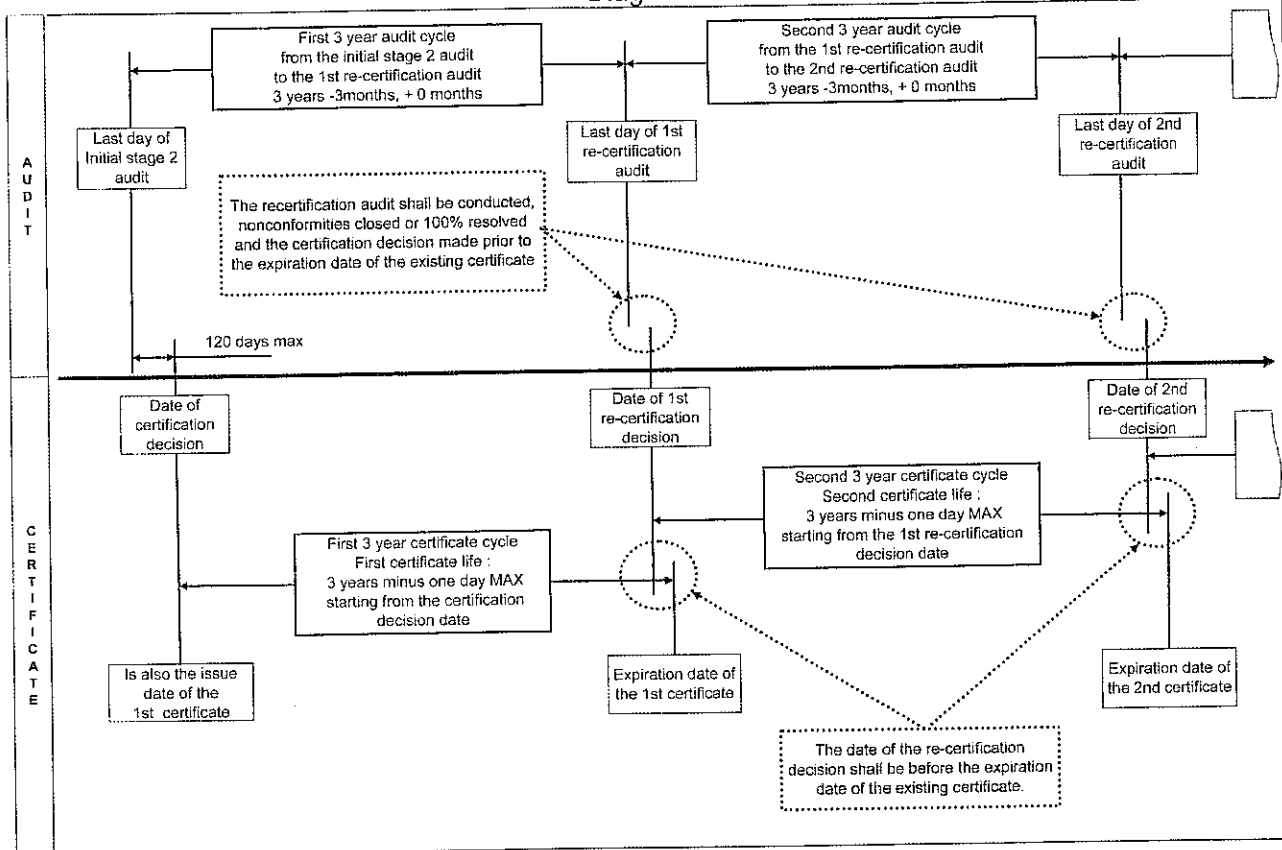 First 3 year audit cycle
from the initial stage 2 audit
to the 1st re-certification audit
3 years -3months, + 0 months
Second 3 year audit cycle
from the 1st re-certification audit
to the 2nd re-certification audit
3 years -3months, + 0 months
AUDIT
Last day of
Initial stage 2
audit
Last day of 1st
re-certification
audit
Last day of 2nd
re-certification
audit
The recertification audit shall be conducted,
nonconformities closed or 100% resolved
and the certification decision made prior to
the expiration date of the existing certificate
120 days max
CERTIFICATE
Date of
certification
decision
Date of 1st
re-certification
decision
Date of 2nd
re-certification
decision
First 3 year certificate cycle
First certificate life :
3 years minus one day MAX
starting from the certification
decision date
Second 3 year certificate cycle
Second certificate life :
3 years minus one day MAX
starting from the 1st re-certification
decision date
Is also the issue
date of the
1st certificate
Expiration date of
the 1st certificate
Expiration date of
the 2nd certificate
The date of the re-certification
decision shall be before the expiration
date of the existing certificate.